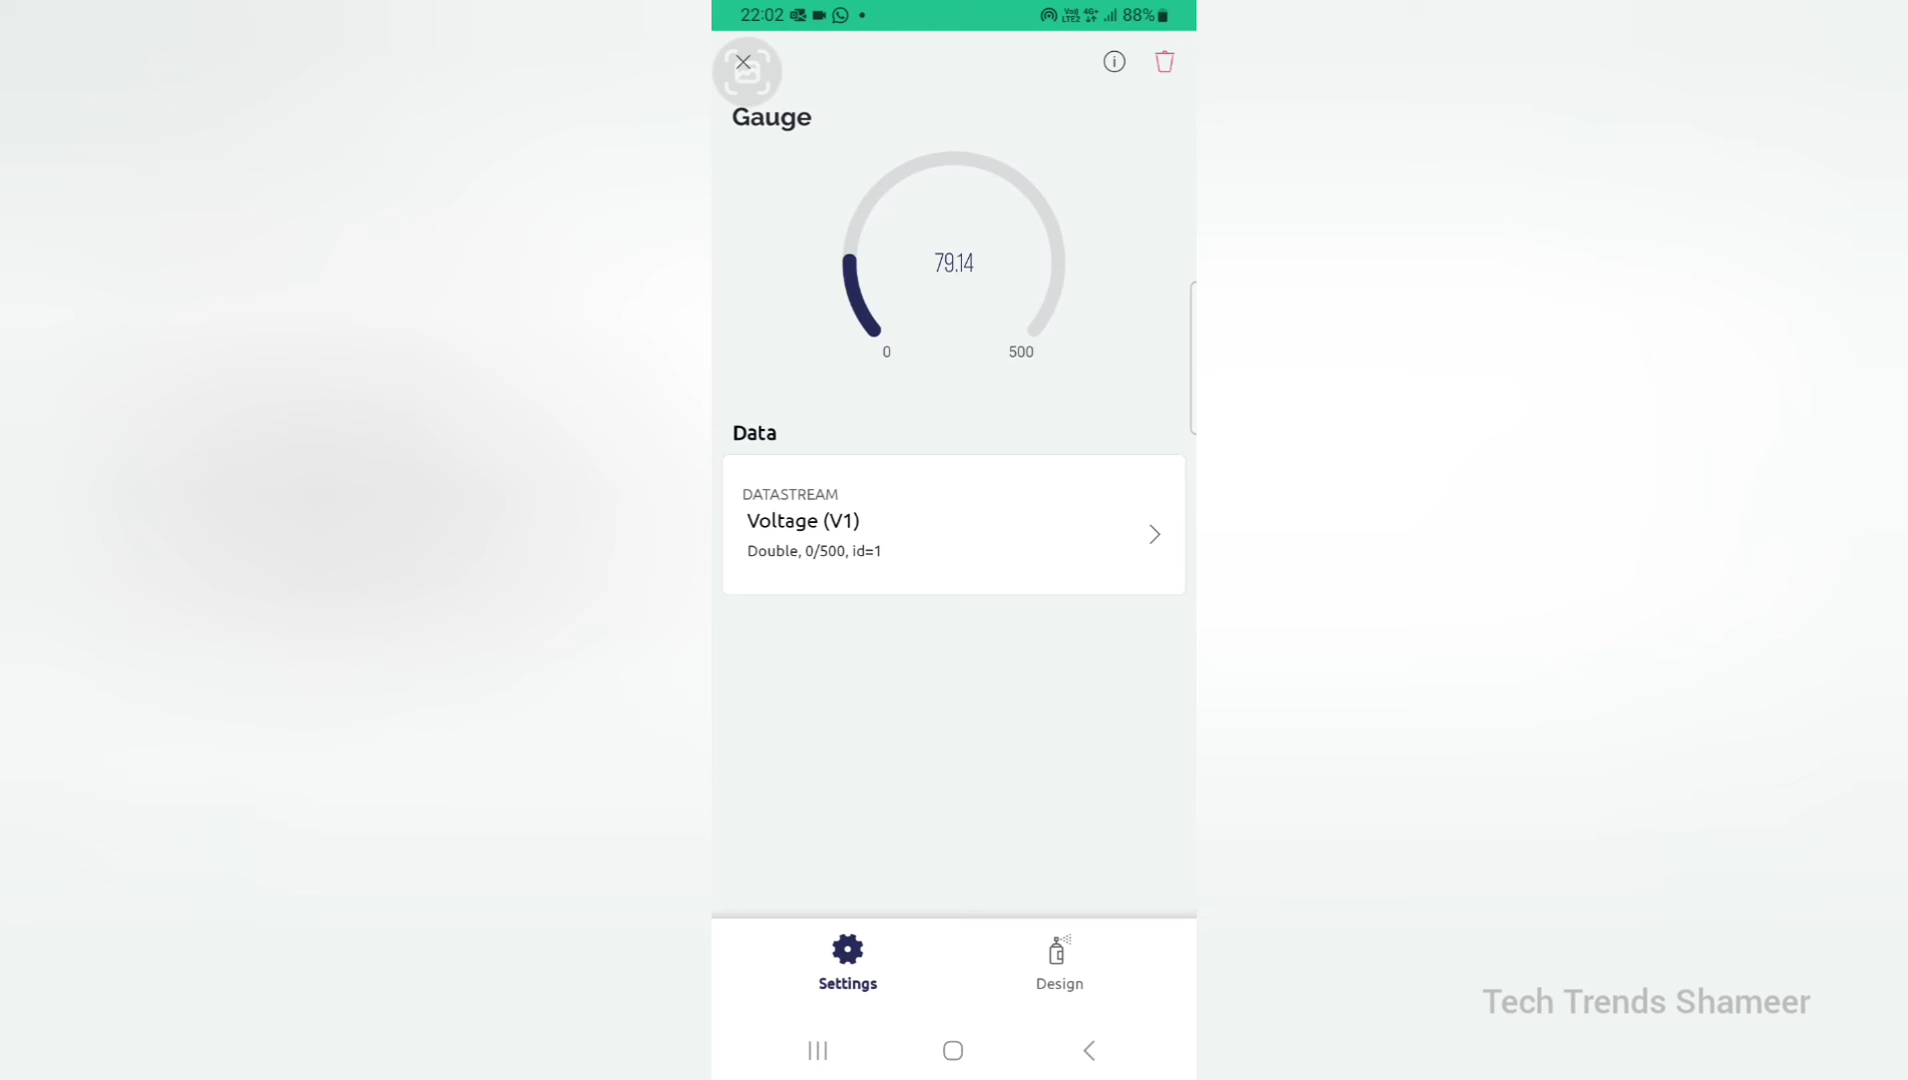 22:02 88%
Gauge
79.14
0 500
Data
DATASTREAM
Voltage (V1)
Double, 0/500, id=1
Settings Design
Tech Trends Shameer